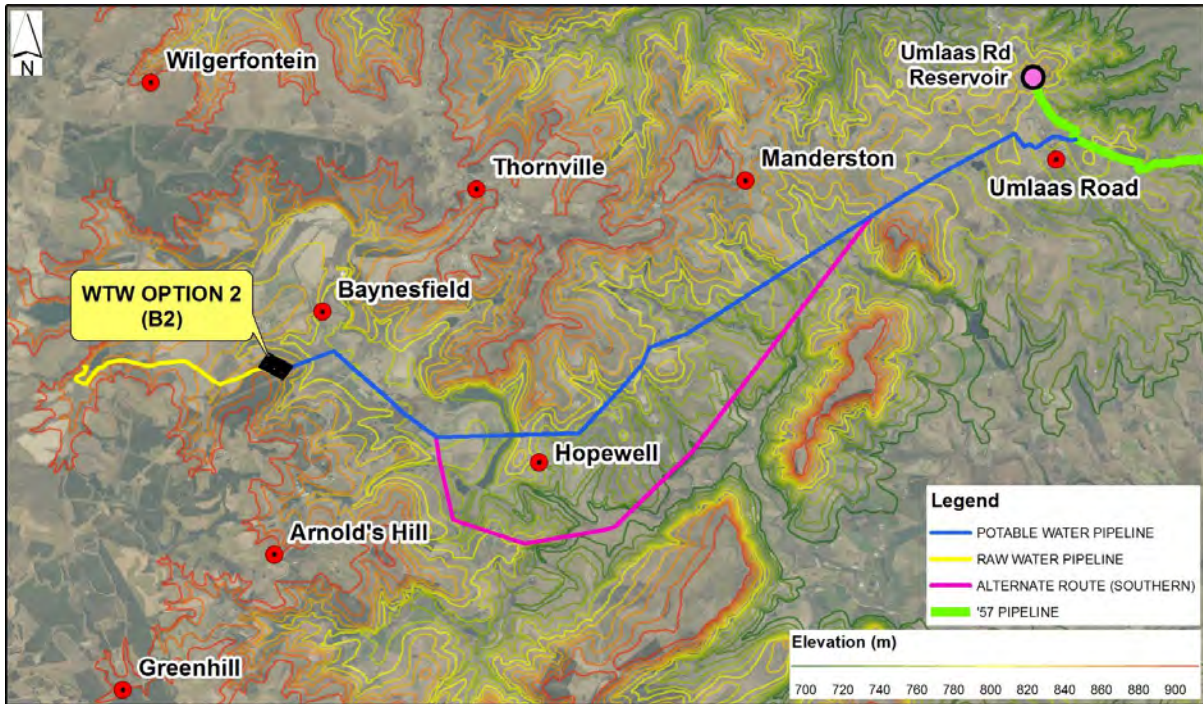 N
Wilgerfontein
Umlaas Rd
Reservoir
Thornville
Manderston
Umlaas Road
WTW OPTION 2
(B2)
Baynesfield
Hopewell
Arnold's Hill
Greenhill
Legend
POTABLE WATER PIPELINE
RAW WATER PIPELINE
ALTERNATE ROUTE (SOUTHERN)
'57 PIPELINE
Elevation (m)
700 720 740 760 780 800 820 840 860 880 900